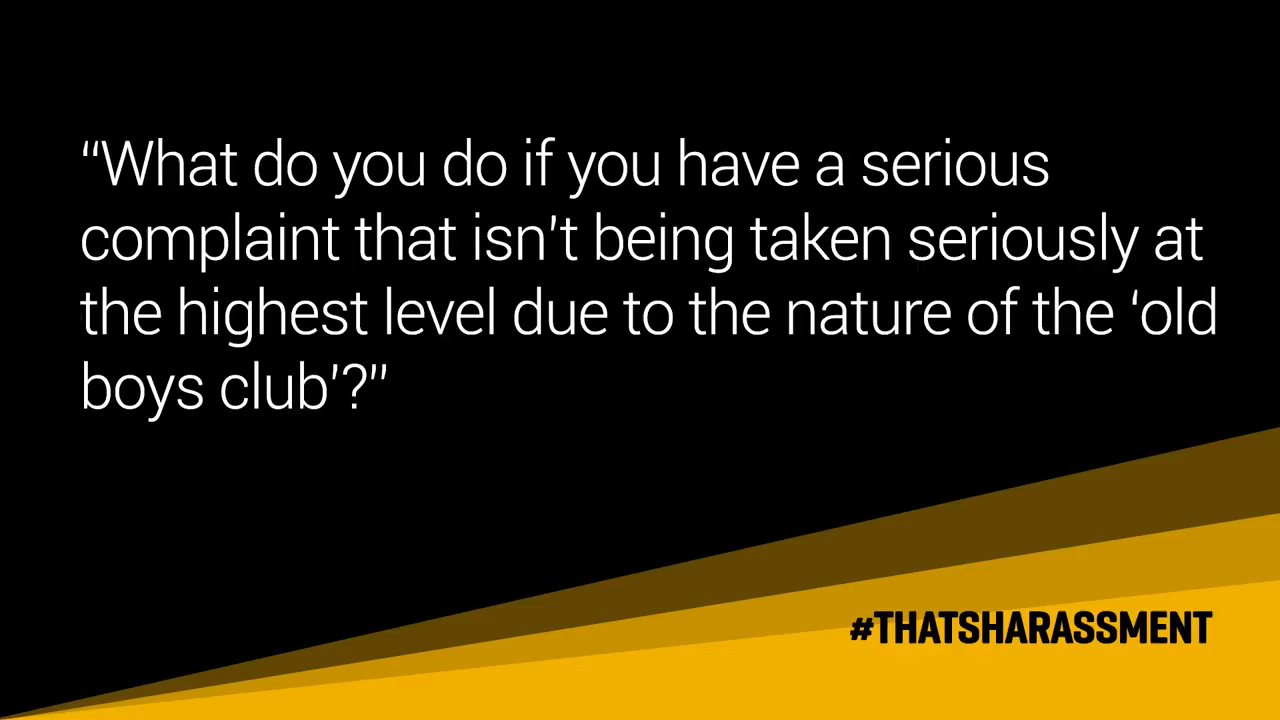 “What do you do if you have a serious
complaint that isn't being taken seriously at
the highest level due to the nature of the ‘old
boys club’?”
#THATSHARASSMENT